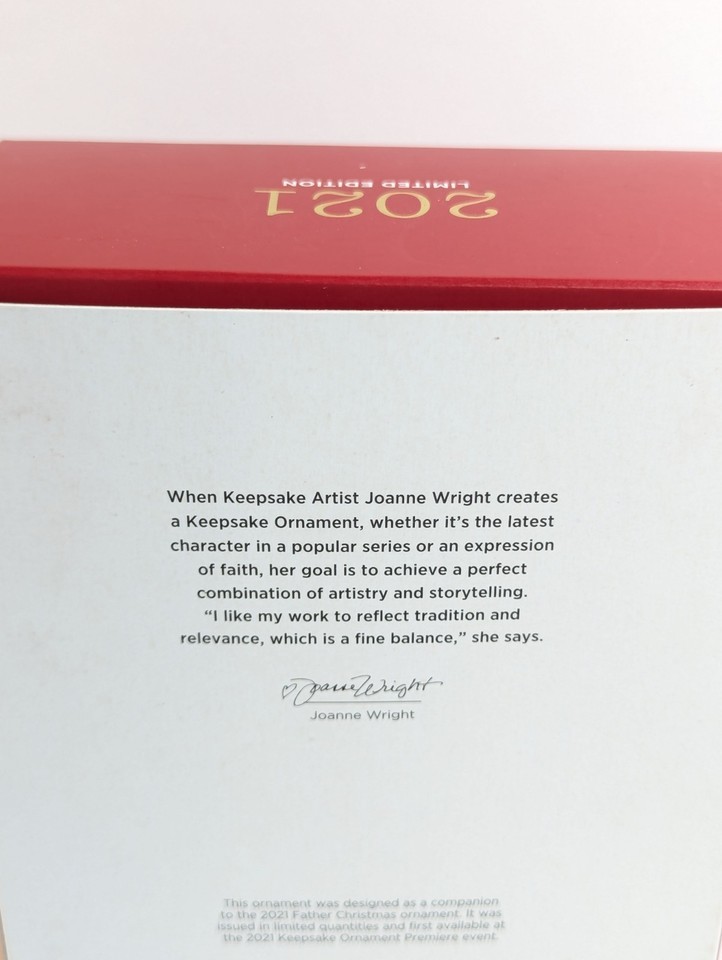 LIMITED EDITION
2021
When Keepsake Artist Joanne Wright creates
a Keepsake Ornament, whether it's the latest
character in a popular series or an expression
of faith, her goal is to achieve a perfect
combination of artistry and storytelling.
“I like my work to reflect tradition and
relevance, which is a fine balance,” she says.
Joanne Wright
Joanne Wright
This ornament was designed as a companion
to the 2021 Father Christmas ornament. It was
issued in limited quantities and first available at
the 2021 Keepsake Ornament Premiere event.